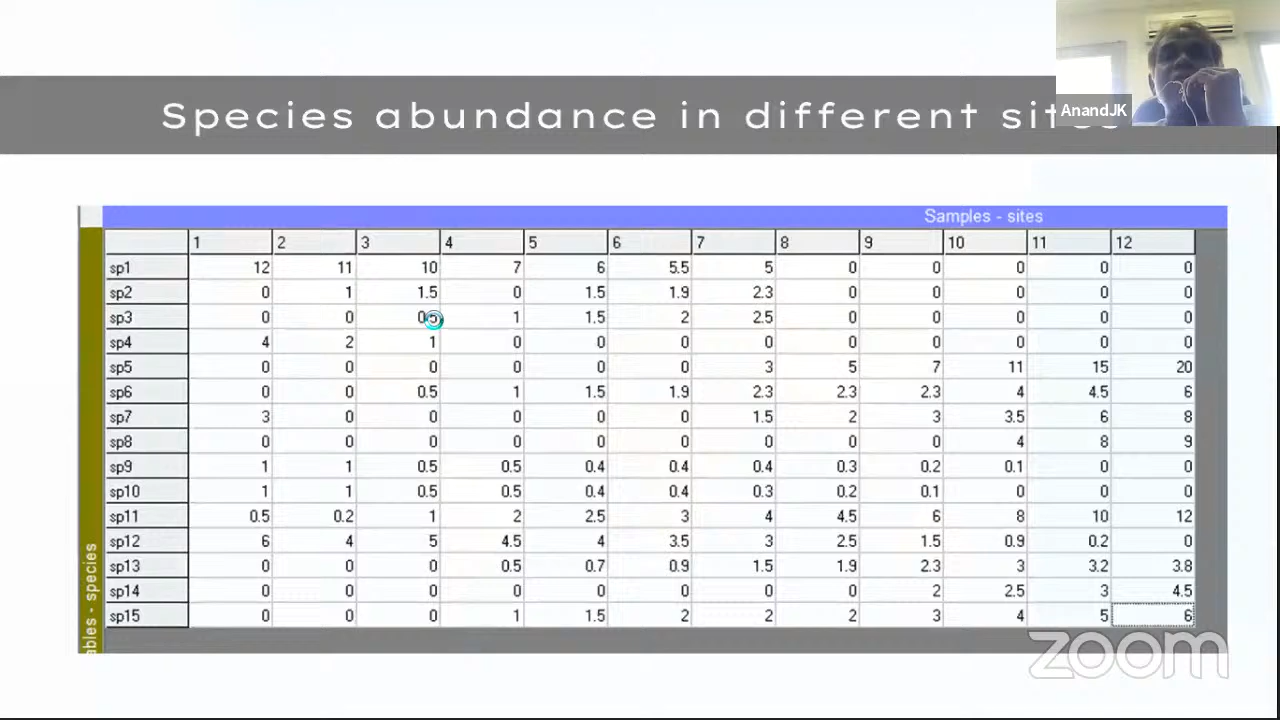 AnandJK
Species abundance in different sites
Samples - sites
1 2 3 4 5 6 7 8 9 10 11 12
sp1 12 11 10 7 6 5.5 5 0 0 0 0 0
sp2 0 1 1.5 0 1.5 1.9 2.3 0 0 0 0 0
sp3 0 0 1 1.5 2 2.5 0 0 0 0 0
sp4 4 2 1 0 0 0 0 0 0 0 0 0
sp5 0 0 0 0 0 0 3 5 7 11 15 20
sp6 0 0 0.5 1 1.5 1.9 2.3 2.3 2.3 4 4.5 6
sp7 3 0 0 0 0 0 1.5 2 3 3.5 6 8
sp8 0 0 0 0 0 0 0 0 0 4 8 9
sp9 1 1 0.5 0.5 0.4 0.4 0.4 0.3 0.2 0.1 0 0
sp10 1 1 0.5 0.5 0.4 0.4 0.3 0.2 0.1 0 0 0
sp11 0.5 0.2 1 2 2.5 3 4 4.5 6 8 10 12
sp12 6 4 5 4.5 4 3.5 3 2.5 1.5 0.9 0.2 0
sp13 0 0 0 0.5 0.7 0.9 1.5 1.9 2.3 3 3.2 3.8
sp14 0 0 0 0 0 0 0 0 2 2.5 3 4.5
sp15 0 0 0 1 1.5 2 2 2 3 4 5 6
ables - species
zoom